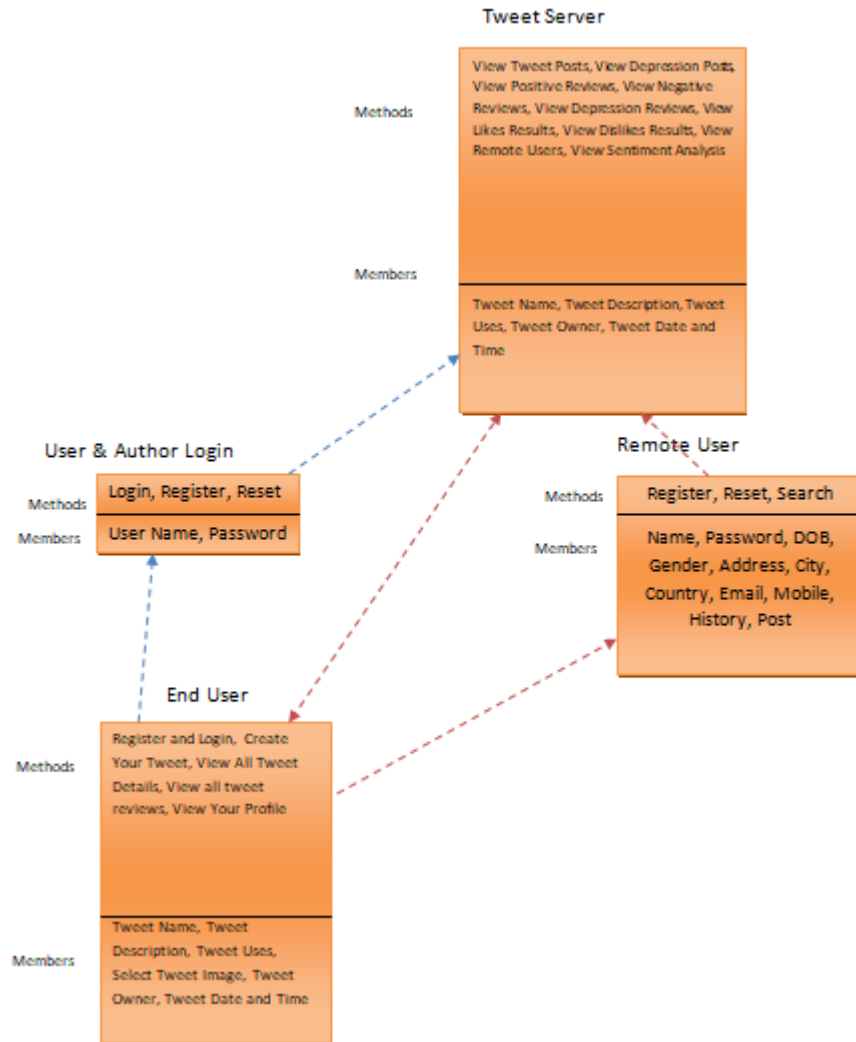 Tweet Server
View Tweet Posts, View Depression Posts,
View Positive Reviews, View Negative
Reviews, View Depression Reviews, View
Likes Results, View Dislikes Results, View
Remote Users, View Sentiment Analysis
Methods
Members
Tweet Name, Tweet Description, Tweet
Uses, Tweet Owner, Tweet Date and
Time
User & Author Login
Methods
Login, Register, Reset
Members
User Name, Password
Remote User
Methods
Register, Reset, Search
Members
Name, Password, DOB,
Gender, Address, City,
Country, Email, Mobile,
History, Post
End User
Methods
Register and Login, Create
Your Tweet, View All Tweet
Details, View all tweet
reviews, View Your Profile
Members
Tweet Name, Tweet
Description, Tweet Uses,
Select Tweet Image, Tweet
Owner, Tweet Date and Time